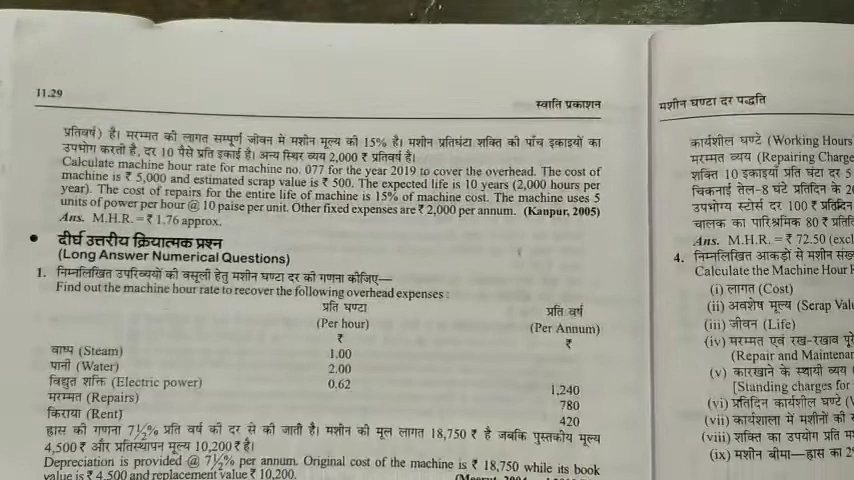 11.29
स्वाति प्रकाशन
प्रतिवर्ष) है। मरम्मत की लागत सम्पूर्ण जीवन में मशीन मूल्य की 15% है। मशीन प्रतिघंटा शक्ति की पाँच इकाइयों का
उपभोग करती है, दर 10 पैसे प्रति इकाई है। अन्य स्थिर व्यय 2,000 ₹ प्रतिवर्ष है।
Calculate machine hour rate for machine no. 077 for the year 2019 to cover the overhead. The cost of
machine is ₹ 5,000 and estimated scrap value is ₹ 500. The expected life is 10 years (2,000 hours per
year). The cost of repairs for the entire life of machine is 15% of machine cost. The machine uses 5
units of power per hour @ 10 paise per unit. Other fixed expenses are ₹ 2,000 per annum. (Kanpur, 2005)
Ans. M.H.R. = ₹ 1.76 approx.
• दीर्घ उत्तरीय क्रियात्मक प्रश्न
(Long Answer Numerical Questions)
1. निम्नलिखित उपरिव्ययों की वसूली हेतु मशीन घण्टा दर की गणना कीजिए—
Find out the machine hour rate to recover the following overhead expenses :
प्रति घण्टा प्रति वर्ष
(Per hour) (Per Annum)
₹ ₹
वाष्प (Steam) 1.00
पानी (Water) 2.00
विद्युत शक्ति (Electric power) 0.62
मरम्मत (Repairs) 1,240
किराया (Rent) 780
420
ह्रास की गणना 7½% प्रति वर्ष की दर से की जाती है। मशीन की मूल लागत 18,750 ₹ है जबकि पुस्तकीय मूल्य
4,500 ₹ और प्रतिस्थापन मूल्य 10,200 ₹ है।
Depreciation is provided @ 7½% per annum. Original cost of the machine is ₹ 18,750 while its book
value is ₹ 4,500 and replacement value ₹ 10,200.
मशीन घण्टा दर पद्धति
कार्यशील घण्टे (Working Hours
मरम्मत व्यय (Repairing Charge
शक्ति 10 इकाइयाँ प्रति घंटा दर 5
चिकनाई तेल-8 घंटे प्रतिदिन के 20
उपभोग्य स्टोर्स दर 100 ₹ प्रतिदिन
चालक का पारिश्रमिक 80 ₹ प्रतिदि
Ans. M.H.R. = ₹ 72.50 (excl
4. निम्नलिखित आकड़ों से मशीन संख्
Calculate the Machine Hour
(i) लागत (Cost)
(ii) अवशेष मूल्य (Scrap Valu
(iii) जीवन (Life)
(iv) मरम्मत एवं रख-रखाव पूरे
(Repair and Maintenan
(v) कारखाने के स्थायी व्यय
[Standing charges for
(vi) प्रतिदिन कार्यशील घण्टे
(vii) कार्यशाला में मशीनों की
(viii) शक्ति का उपयोग प्रति
(ix) मशीन बीमा—ह्रास का